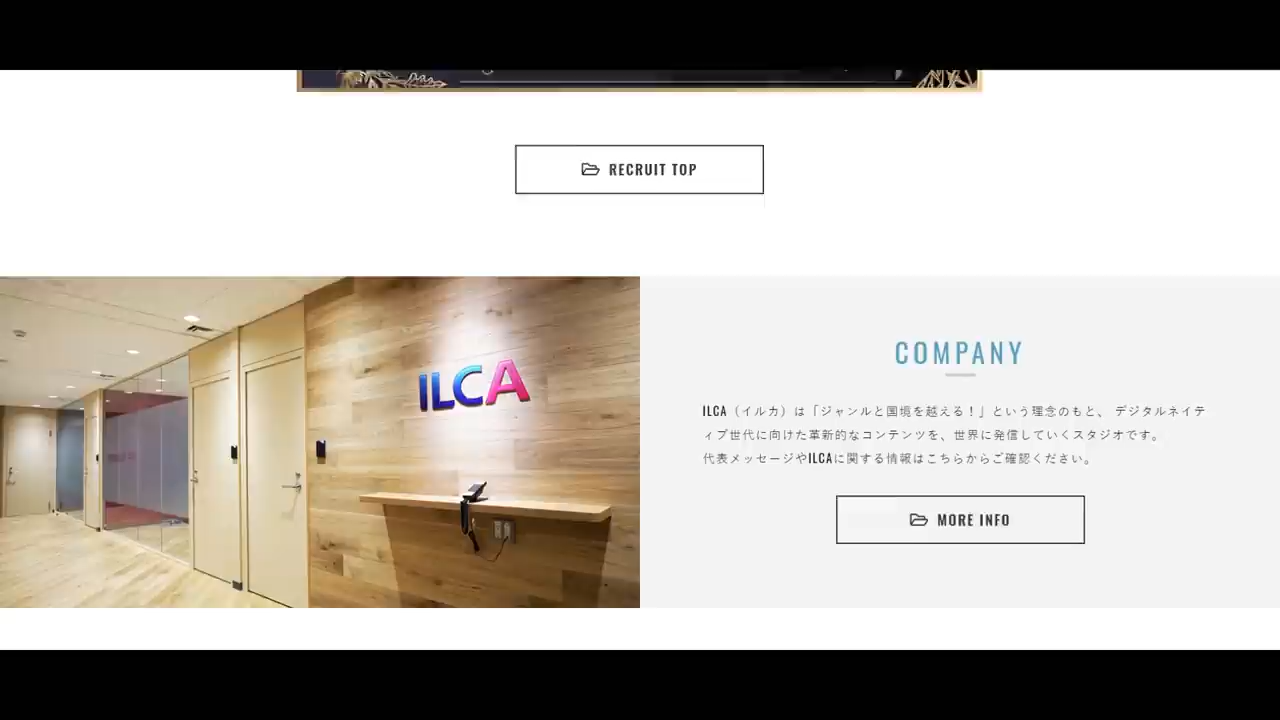 RECRUIT TOP
ILCA
COMPANY
ILCA（イルカ）は「ジャンルと国境を越える！」という理念のもと、 デジタルネイテ
ィブ世代に向けた革新的なコンテンツを、世界に発信していくスタジオです。
代表メッセージやILCAに関する情報はこちらからご確認ください。
MORE INFO